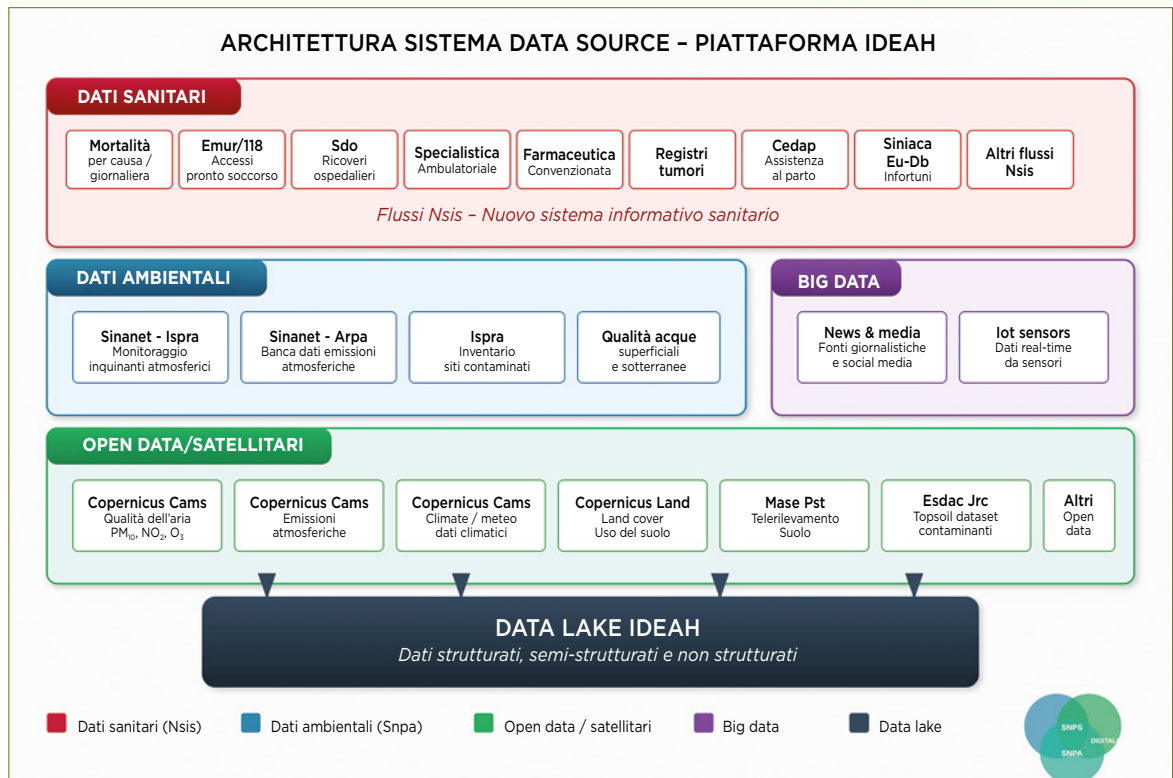 ARCHITETTURA SISTEMA DATA SOURCE – PIATTAFORMA IDEAH
DATI SANITARI
Mortalità
per causa /
giornaliera
Emur/118
Accessi
pronto soccorso
Sdo
Ricoveri
ospedalieri
Specialistica
Ambulatoriale
Farmaceutica
Convenzionata
Registri
tumori
Cedap
Assistenza
al parto
Siniaca
Eu-Db
Infortuni
Altri flussi
Nsis
Flussi Nsis – Nuovo sistema informativo sanitario
DATI AMBIENTALI
Sinanet - Ispra
Monitoraggio
inquinanti atmosferici
Sinanet - Arpa
Banca dati emissioni
atmosferiche
Ispra
Inventario
siti contaminati
Qualità acque
superficiali
e sotterranee
BIG DATA
News & media
Fonti giornalistiche
e social media
Iot sensors
Dati real-time
da sensori
OPEN DATA/SATELLITARI
Copernicus Cams
Qualità dell'aria
PM₁₀, NO₂, O₃
Copernicus Cams
Emissioni
atmosferiche
Copernicus Cams
Climate / meteo
dati climatici
Copernicus Land
Land cover
Uso del suolo
Mase Pst
Telerilevamento
Suolo
Esdac Jrc
Topsoil dataset
contaminanti
Altri
Open
data
DATA LAKE IDEAH
Dati strutturati, semi-strutturati e non strutturati
Dati sanitari (Nsis)
Dati ambientali (Snpa)
Open data / satellitari
Big data
Data lake
SNPS
DIGITAL
SNPA